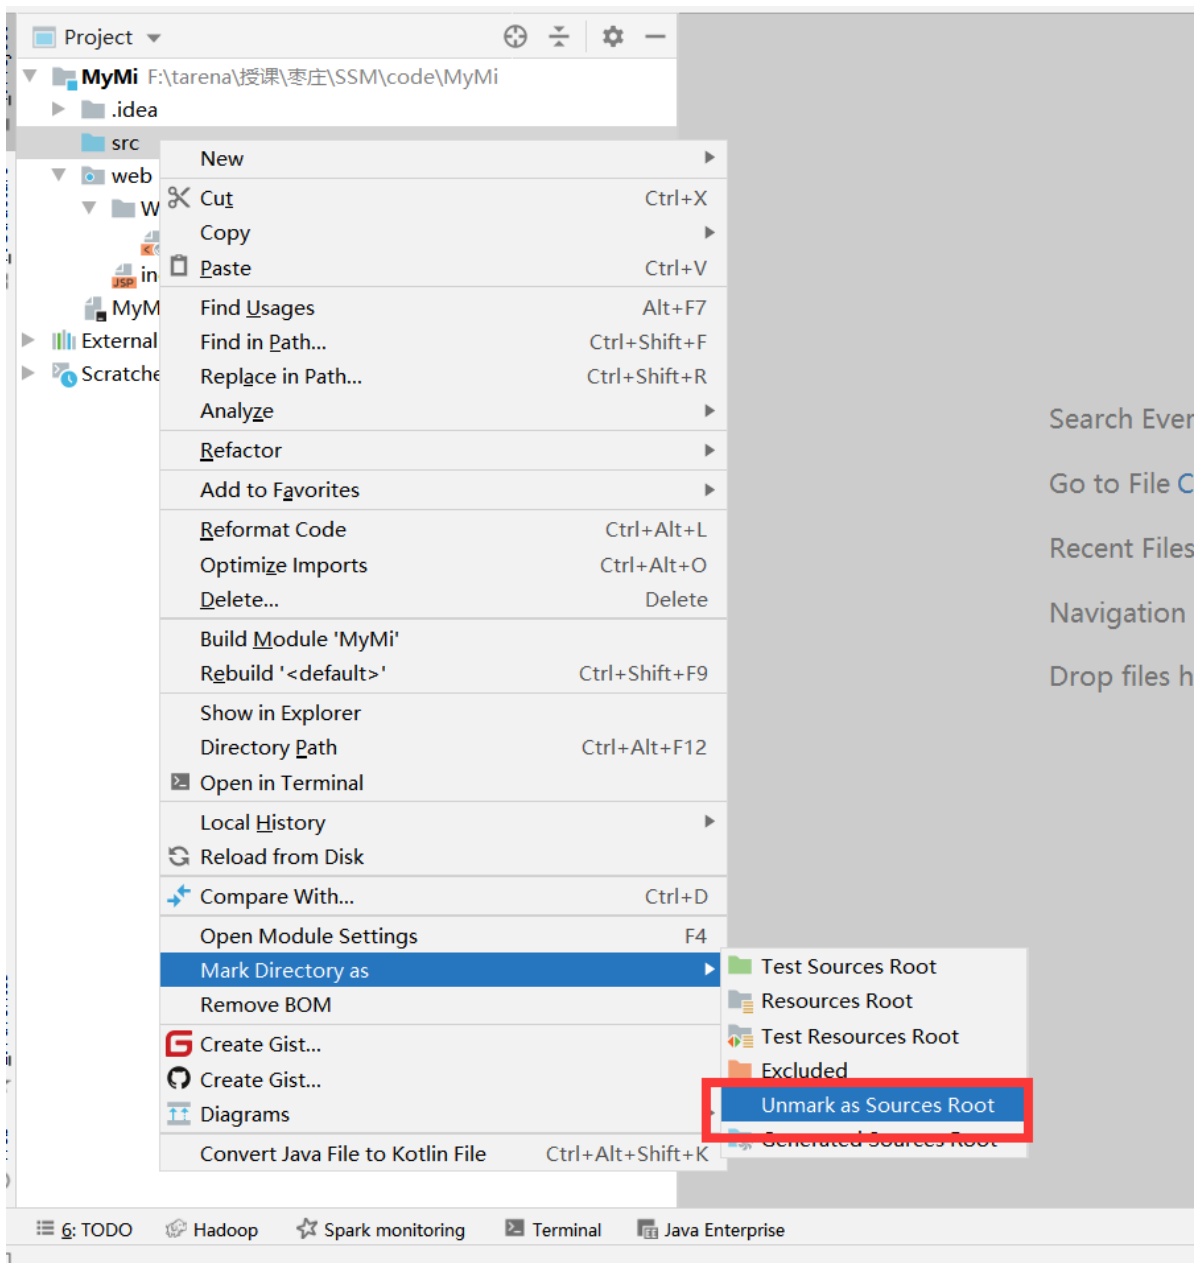 Project
MyMi F:\tarena\授课\枣庄\SSM\code\MyMi
.idea
src
web
W
in
MyM
External
Scratche
New
Cut Ctrl+X
Copy
Paste Ctrl+V
Find Usages Alt+F7
Find in Path... Ctrl+Shift+F
Replace in Path... Ctrl+Shift+R
Analyze
Refactor
Add to Favorites
Reformat Code Ctrl+Alt+L
Optimize Imports Ctrl+Alt+O
Delete... Delete
Build Module 'MyMi'
Rebuild '<default>' Ctrl+Shift+F9
Show in Explorer
Directory Path Ctrl+Alt+F12
Open in Terminal
Local History
Reload from Disk
Compare With... Ctrl+D
Open Module Settings F4
Mark Directory as
Remove BOM
Create Gist...
Create Gist...
Diagrams
Convert Java File to Kotlin File Ctrl+Alt+Shift+K
Test Sources Root
Resources Root
Test Resources Root
Excluded
Unmark as Sources Root
Generated Sources Root
Search Ever
Go to File C
Recent Files
Navigation
Drop files h
6: TODO Hadoop Spark monitoring Terminal Java Enterprise